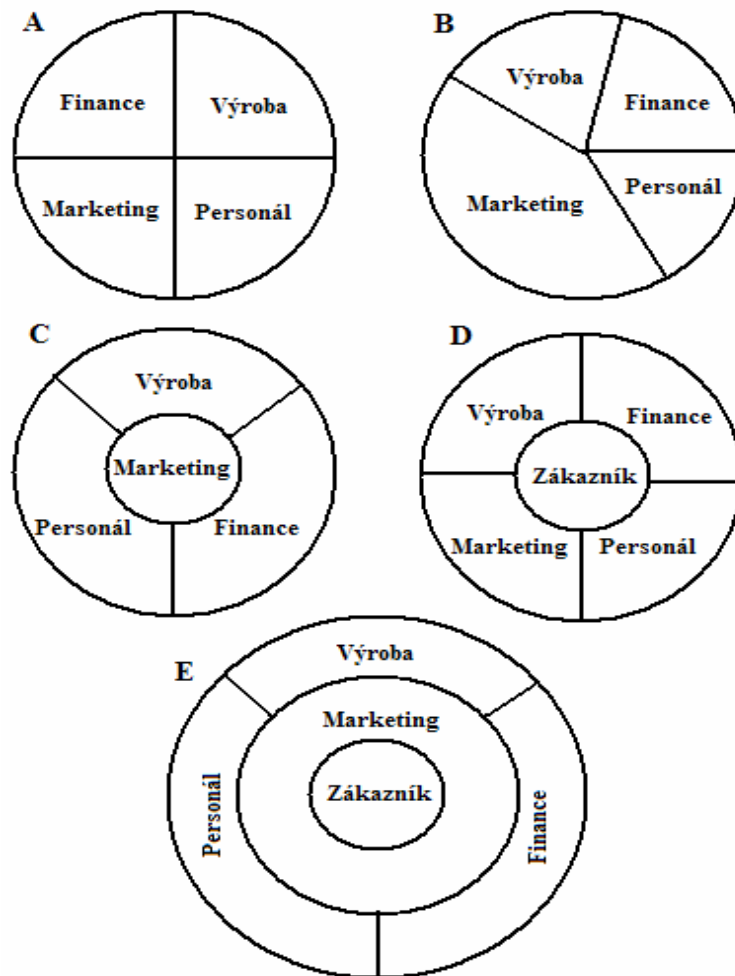 A
Finance
Výroba
Marketing
Personál
B
Výroba
Finance
Marketing
Personál
C
Výroba
Marketing
Personál
Finance
D
Výroba
Finance
Zákazník
Marketing
Personál
E
Výroba
Marketing
Zákazník
Personál
Finance